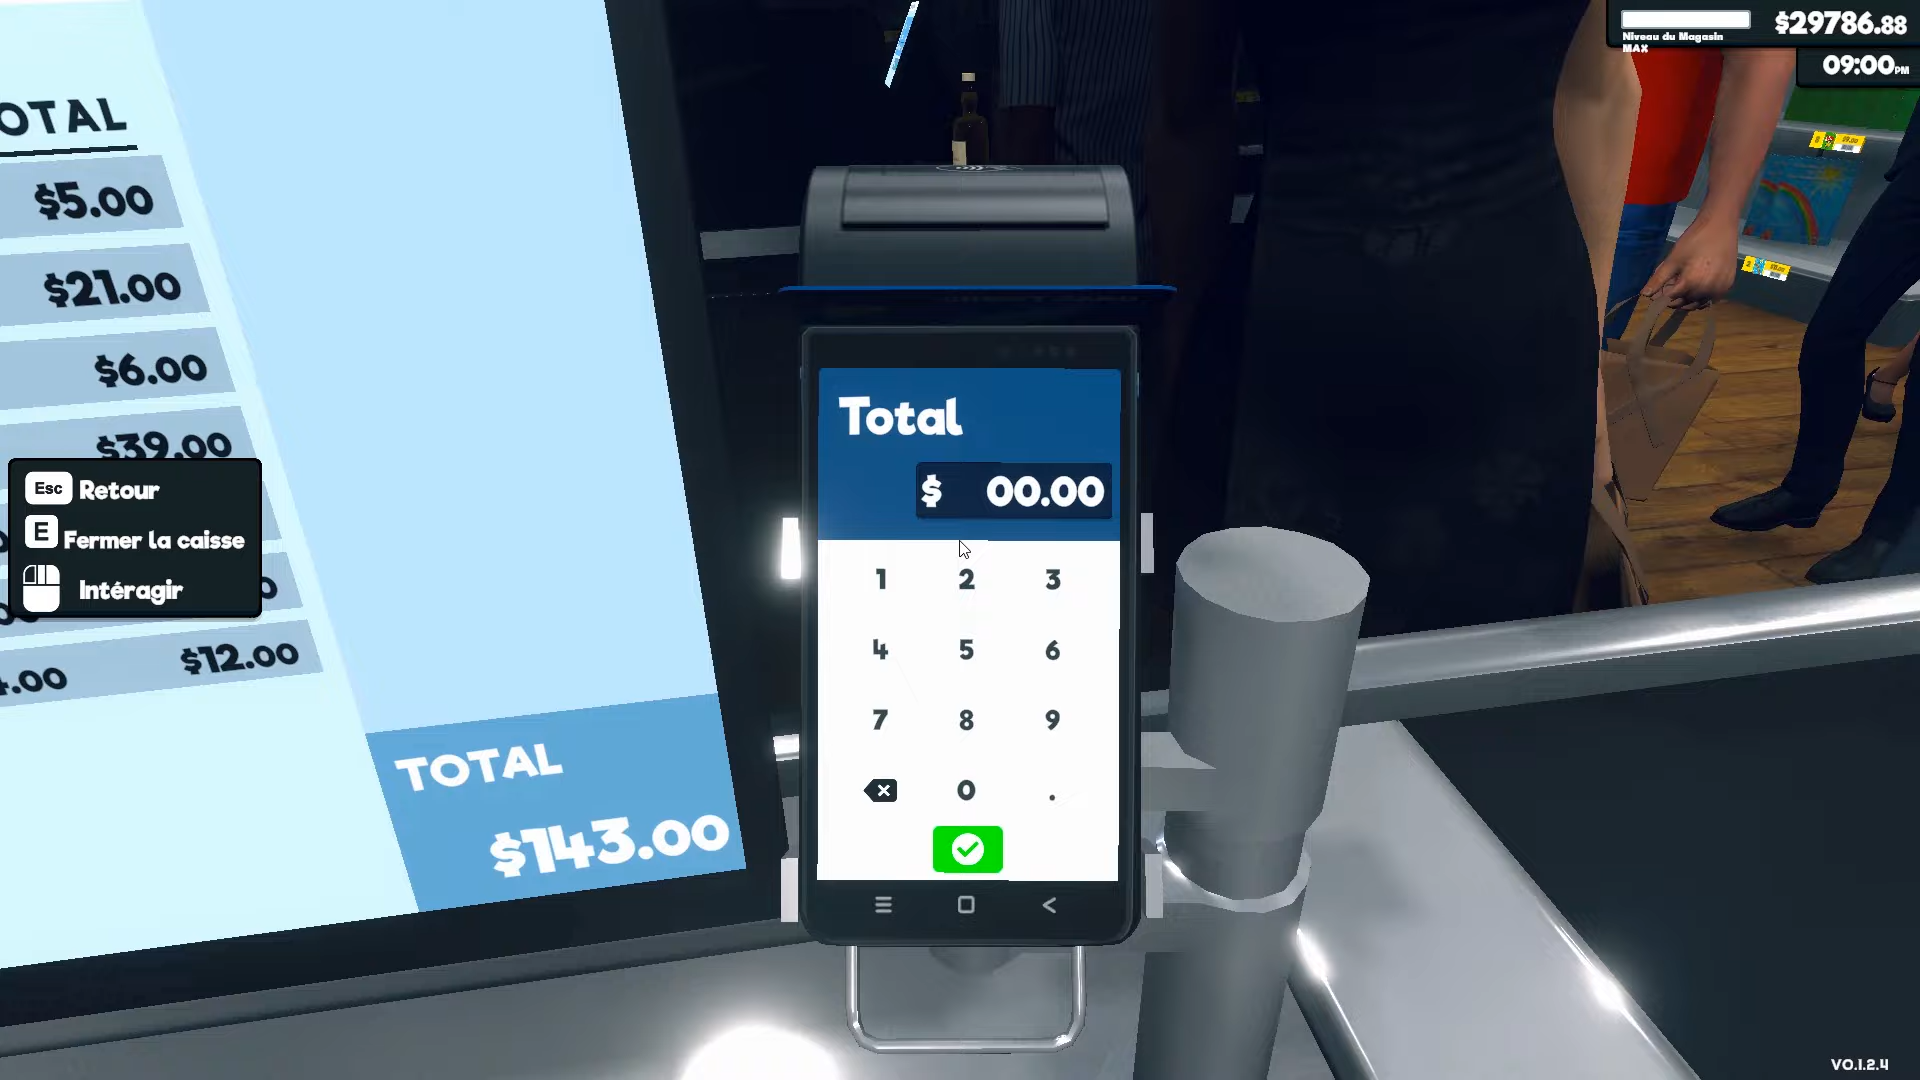 $29786.88
Niveau du Magasin
MAX
09:00PM
TOTAL
$5.00
$21.00
$6.00
$39.00
Esc Retour
E Fermer la caisse
Intéragir
$12.00
.00
TOTAL
$143.00
Total
$ 00.00
1 2 3
4 5 6
7 8 9
0 .
V0.1.2.4